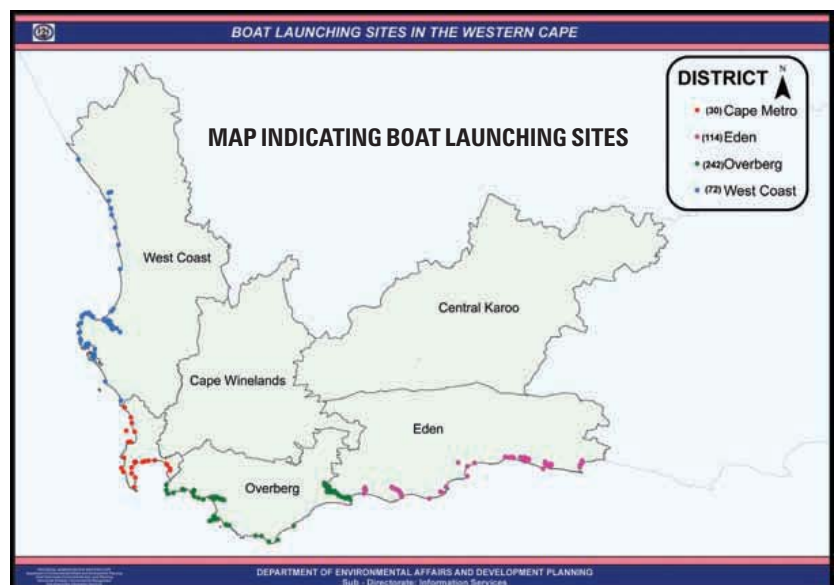 BOAT LAUNCHING SITES IN THE WESTERN CAPE
MAP INDICATING BOAT LAUNCHING SITES
DISTRICT
N
(30) Cape Metro
(114) Eden
(242) Overberg
(72) West Coast
West Coast
Central Karoo
Cape Winelands
Eden
Overberg
DEPARTMENT OF ENVIRONMENTAL AFFAIRS AND DEVELOPMENT PLANNING
Sub - Directorate: Information Services